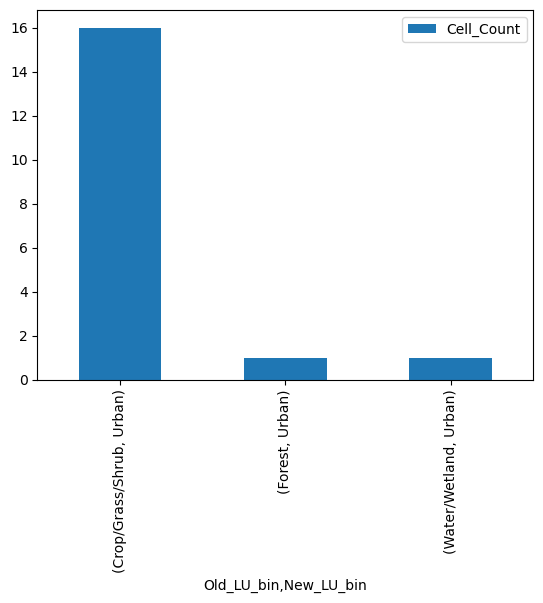 Cell_Count
16
14
12
10
8
6
4
2
0
(Crop/Grass/Shrub, Urban)
(Forest, Urban)
(Water/Wetland, Urban)
Old_LU_bin,New_LU_bin